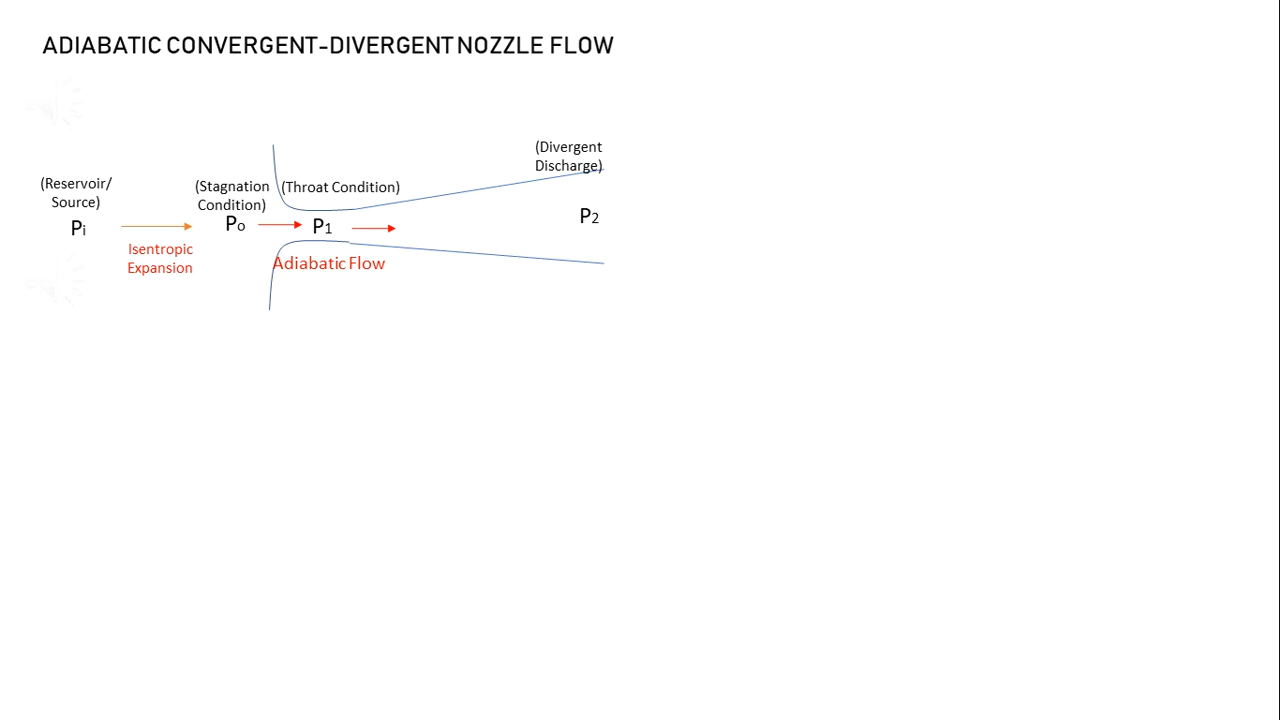 ADIABATIC CONVERGENT-DIVERGENT NOZZLE FLOW
(Divergent
Discharge)
(Reservoir/
Source)
(Stagnation
Condition)
(Throat Condition)
Pi
Po
P1
P2
Isentropic
Expansion
Adiabatic Flow